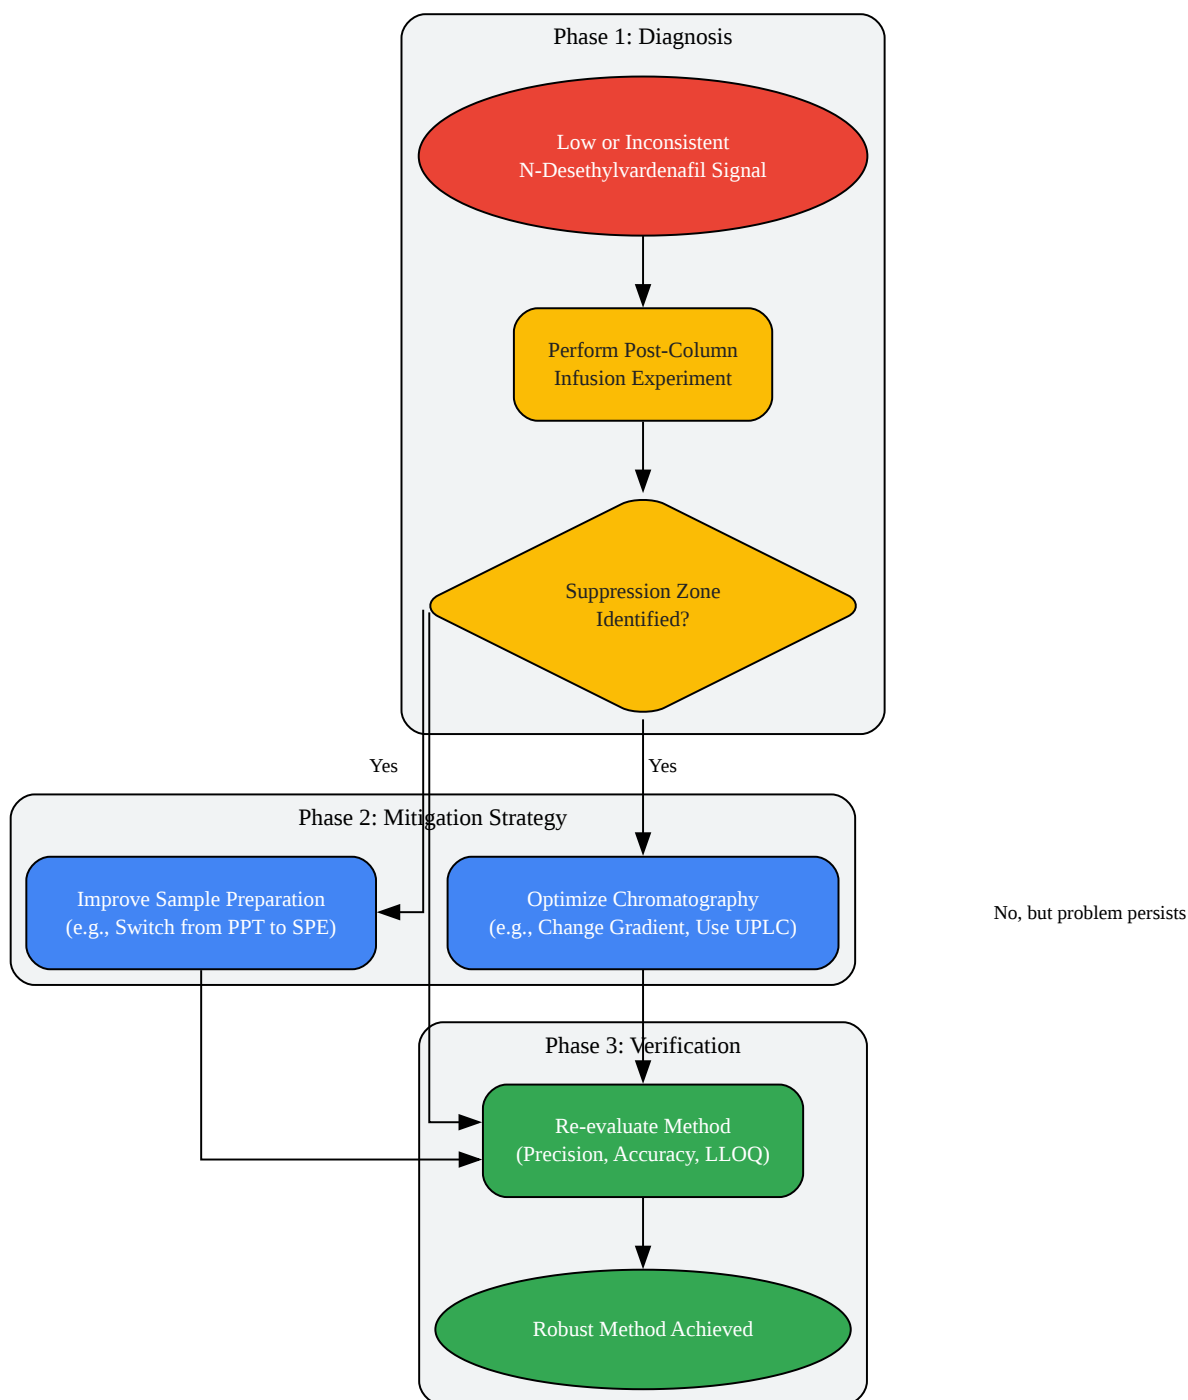 Phase 1: Diagnosis
Low or Inconsistent
N-Desethylvardenafil Signal
Perform Post-Column
Infusion Experiment
Suppression Zone
Identified?
Yes
Yes
Phase 2: Mitigation Strategy
Improve Sample Preparation
(e.g., Switch from PPT to SPE)
Optimize Chromatography
(e.g., Change Gradient, Use UPLC)
No, but problem persists
Phase 3: Verification
Re-evaluate Method
(Precision, Accuracy, LLOQ)
Robust Method Achieved